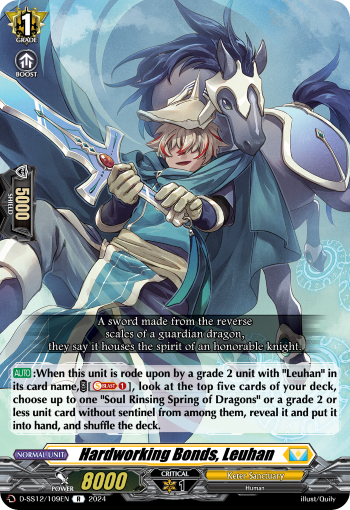 1
GRADE
BOOST
5000
SHIELD
A sword made from the reverse
scales of a guardian dragon,
they say it houses the spirit of an honorable knight.
AUTO:When this unit is rode upon by a grade 2 unit with "Leuhan" in
its card name, [SOUL BLAST 1], look at the top five cards of your deck,
choose up to one "Soul Rinsing Spring of Dragons" or a grade 2 or
less unit card without sentinel from among them, reveal it and put it
into hand, and shuffle the deck.
NORMAL UNIT
Hardworking Bonds, Leuhan
POWER 8000
CRITICAL
1
Keter Sanctuary
Human
D-SS12/109EN R 2024
illust/Quily